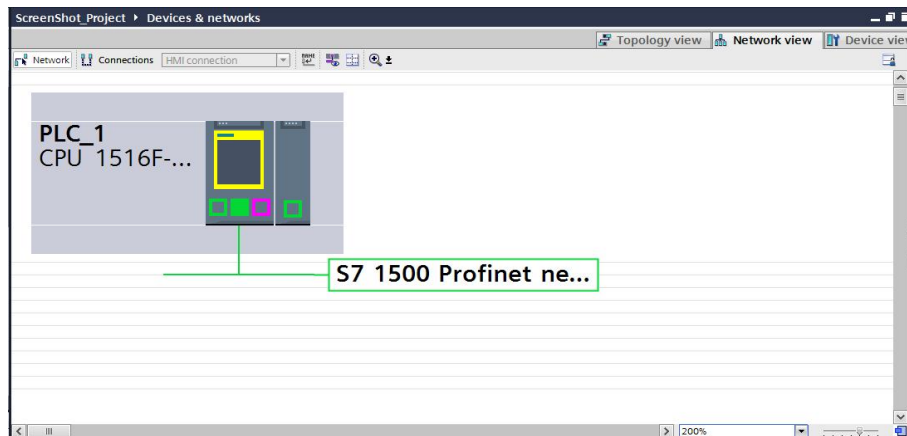 ScreenShot_Project ▸ Devices & networks
Topology view Network view Device vie
Network Connections HMI connection
PLC_1
CPU 1516F-...
S7 1500 Profinet ne...
200%